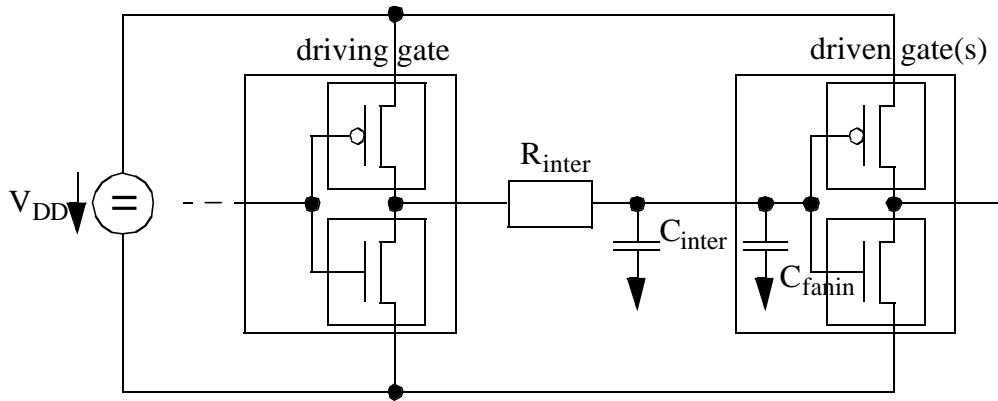 driving gate
driven gate(s)
R_inter
V_DD
=
C_inter
C_fanin